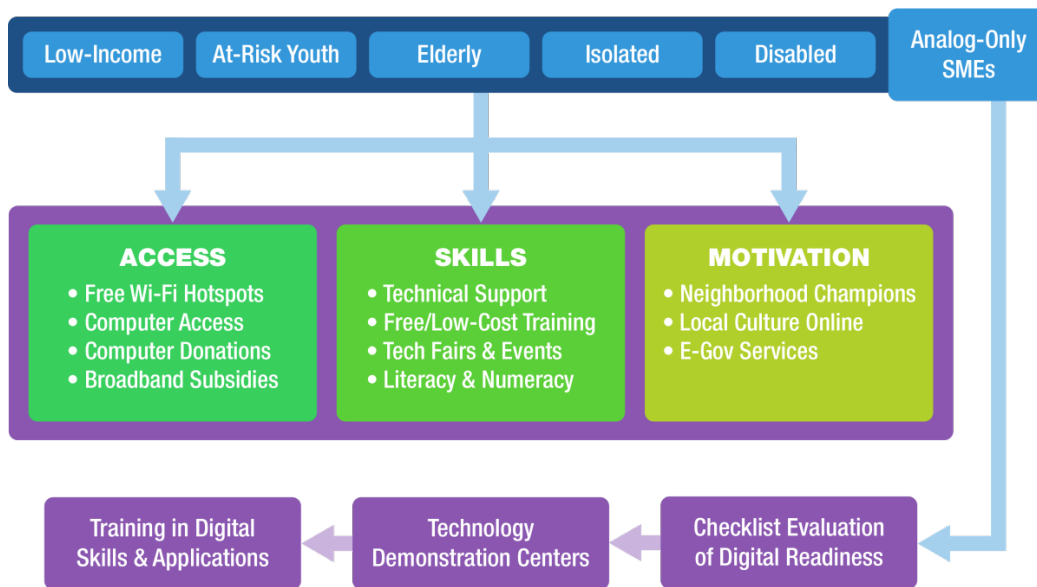 Low-Income
At-Risk Youth
Elderly
Isolated
Disabled
Analog-Only
SMEs
ACCESS
• Free Wi-Fi Hotspots
• Computer Access
• Computer Donations
• Broadband Subsidies
SKILLS
• Technical Support
• Free/Low-Cost Training
• Tech Fairs & Events
• Literacy & Numeracy
MOTIVATION
• Neighborhood Champions
• Local Culture Online
• E-Gov Services
Training in Digital
Skills & Applications
Technology
Demonstration Centers
Checklist Evaluation
of Digital Readiness